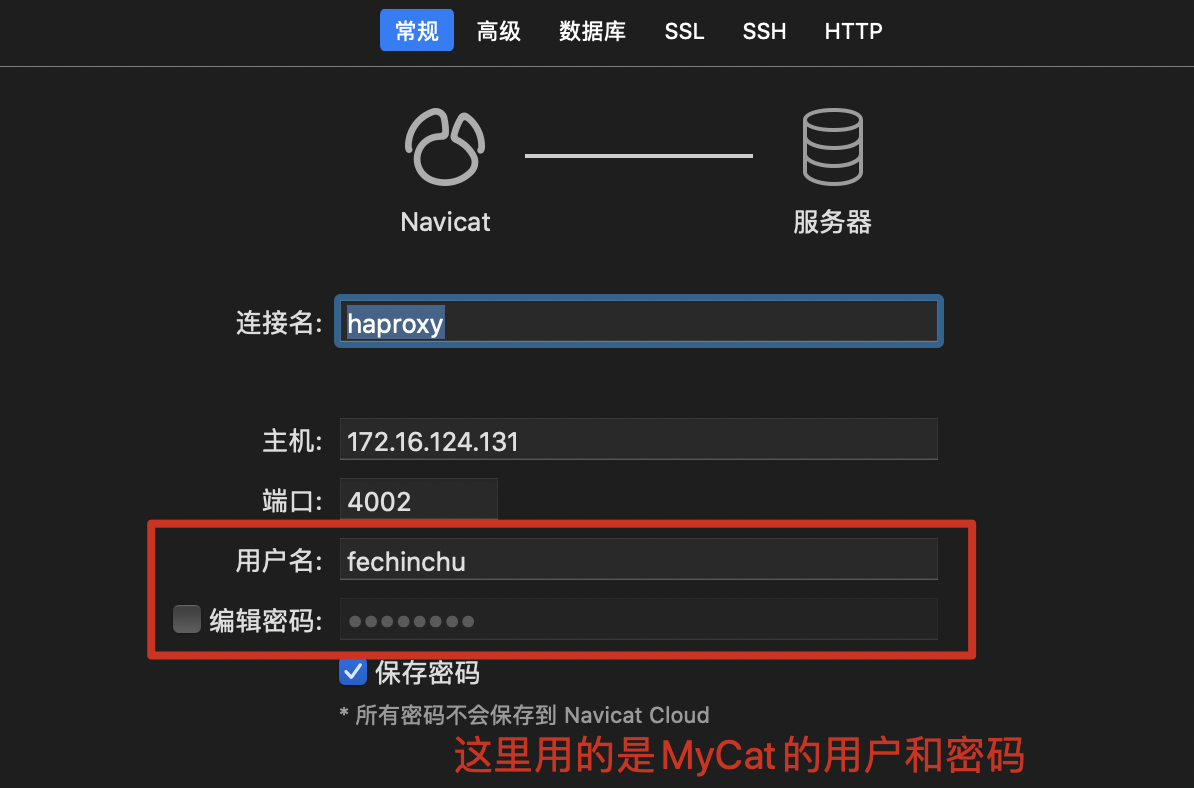 常规 高级 数据库 SSL SSH HTTP
Navicat 服务器
连接名: haproxy
主机: 172.16.124.131
端口: 4002
用户名: fechinchu
编辑密码: ●●●●●●●●
保存密码
* 所有密码不会保存到 Navicat Cloud
这里用的是MyCat的用户和密码